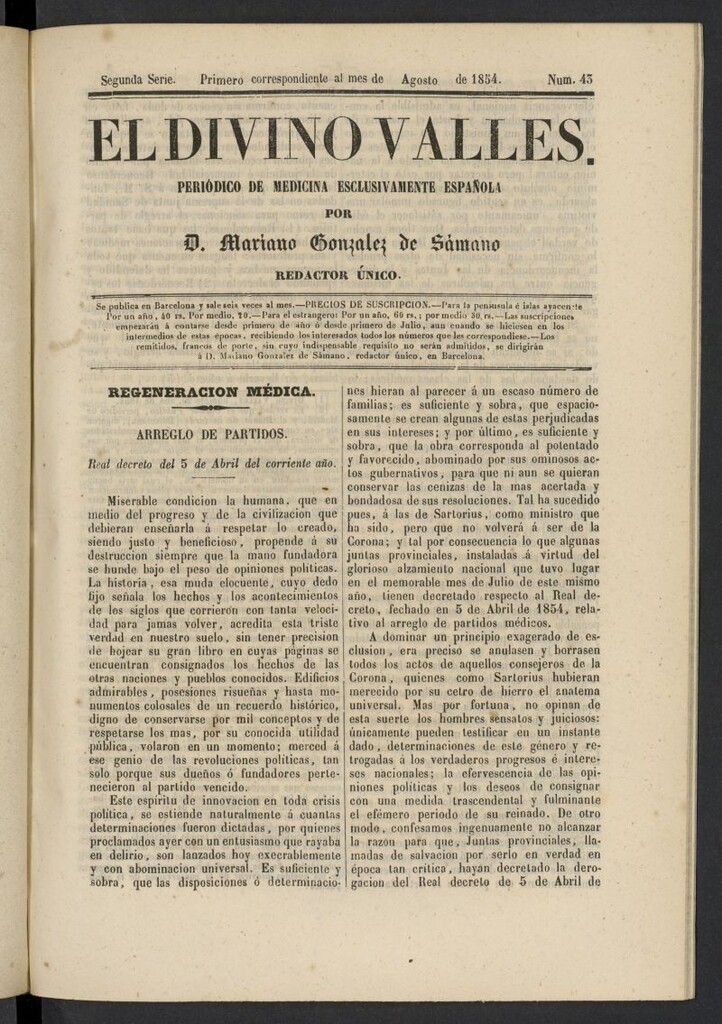 Segunda Serie. Primero correspondiente al mes de Agosto de 1854. Num. 43
EL DIVINO VALLES.
PERIÓDICO DE MEDICINA ESCLUSIVAMENTE ESPAÑOLA
POR
D. Mariano Gonzalez de Sámano
REDACTOR ÚNICO.
Se publica en Barcelona y sale seis veces al mes.—PRECIOS DE SUSCRIPCION.—Para la península é islas ayacente
Por un año, 40 rs. Por medio, 20.—Para el estrangero: Por un año, 60 rs.; por medio 30 rs.—Las suscripciones
empezarán á contarse desde primero de año ó desde primero de Julio, aun cuando se hiciesen en los
intermedios de estas épocas, recibiendo los interesados todos los números que les correspondiese.—Los
remitidos, francos de porte, sin cuyo indispensable requisito no serán admitidos, se dirigirán
á D. Mariano Gonzalez de Sámano, redactor único, en Barcelona.
REGENERACION MÉDICA.
ARREGLO DE PARTIDOS.
Real decreto del 5 de Abril del corriente año.
Miserable condicion la humana, que en
medio del progreso y de la civilizacion que
debieran enseñarla á respetar lo creado,
siendo justo y beneficioso, propende á su
destruccion siempre que la mano fundadora
se hunde bajo el peso de opiniones políticas.
La historia, esa muda elocuente, cuyo dedo
fijo señala los hechos y los acontecimientos
de los siglos que corrieron con tanta veloci-
dad para jamas volver, acredita esta triste
verdad en nuestro suelo, sin tener precision
de hojear su gran libro en cuyas páginas se
encuentran consignados los hechos de las
otras naciones y pueblos conocidos. Edificios
admirables, posesiones risueñas y hasta mo-
numentos colosales de un recuerdo histórico,
digno de conservarse por mil conceptos y de
respetarse los mas, por su conocida utilidad
pública, volaron en un momento; merced á
ese genio de las revoluciones políticas, tan
solo porque sus dueños ó fundadores perte-
necieron al partido vencido.
Este espíritu de innovacion en toda crisis
política, se estiende naturalmente á cuantas
determinaciones fueron dictadas, por quienes
proclamados ayer con un entusiasmo que rayaba
en delirio, son lanzados hoy execrablemente
y con abominacion universal. Es suficiente y
sobra, que las disposiciones ó determinacio-
nes hieran al parecer á un escaso número de
familias; es suficiente y sobra, que espacio-
samente se crean algunas de estas perjudicadas
en sus intereses; y por último, es suficiente y
sobra, que la obra corresponda al potentado
y favorecido, abominado por sus ominosos ac-
tos gubernativos, para que ni aun se quieran
conservar las cenizas de la mas acertada y
bondadosa de sus resoluciones. Tal ha sucedido
pues, á las de Sartorius, como ministro que
ha sido, pero que no volverá á ser de la
Corona; y tal por consecuencia lo que algunas
juntas provinciales, instaladas á virtud del
glorioso alzamiento nacional que tuvo lugar
en el memorable mes de Julio de este mismo
año, tienen decretado respecto al Real de-
creto, fechado en 5 de Abril de 1854, rela-
tivo al arreglo de partidos médicos.
A dominar un principio exagerado de es-
clusion, era preciso se anulasen y borrasen
todos los actos de aquellos consejeros de la
Corona, quienes como Sartorius hubieran
merecido por su cetro de hierro el anatema
universal. Mas por fortuna, no opinan de
esta suerte los hombres sensatos y juiciosos:
únicamente pueden testificar en un instante
dado, determinaciones de este género y re-
trogadas á los verdaderos progresos é intere-
ses nacionales; la efervescencia de las opi-
niones políticas y los deseos de consignar
con una medida trascendental y fulminante
el efémero periodo de su reinado. De otro
modo, confesamos ingenuamente no alcanzar
la razon para que, Juntas provinciales, lla-
madas de salvacion por serlo en verdad en
época tan crítica, hayan decretado la dero-
gacion del Real decreto de 5 de Abril de